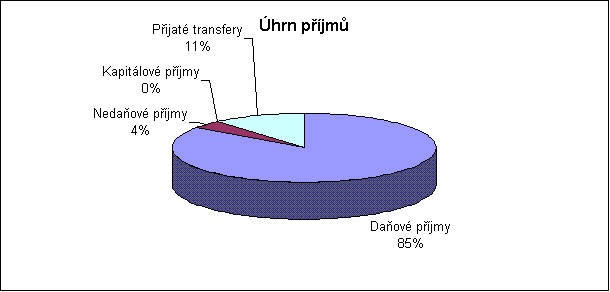 Úhrn příjmů
Přijaté transfery
11%
Kapitálové příjmy
0%
Nedaňové příjmy
4%
Daňové příjmy
85%